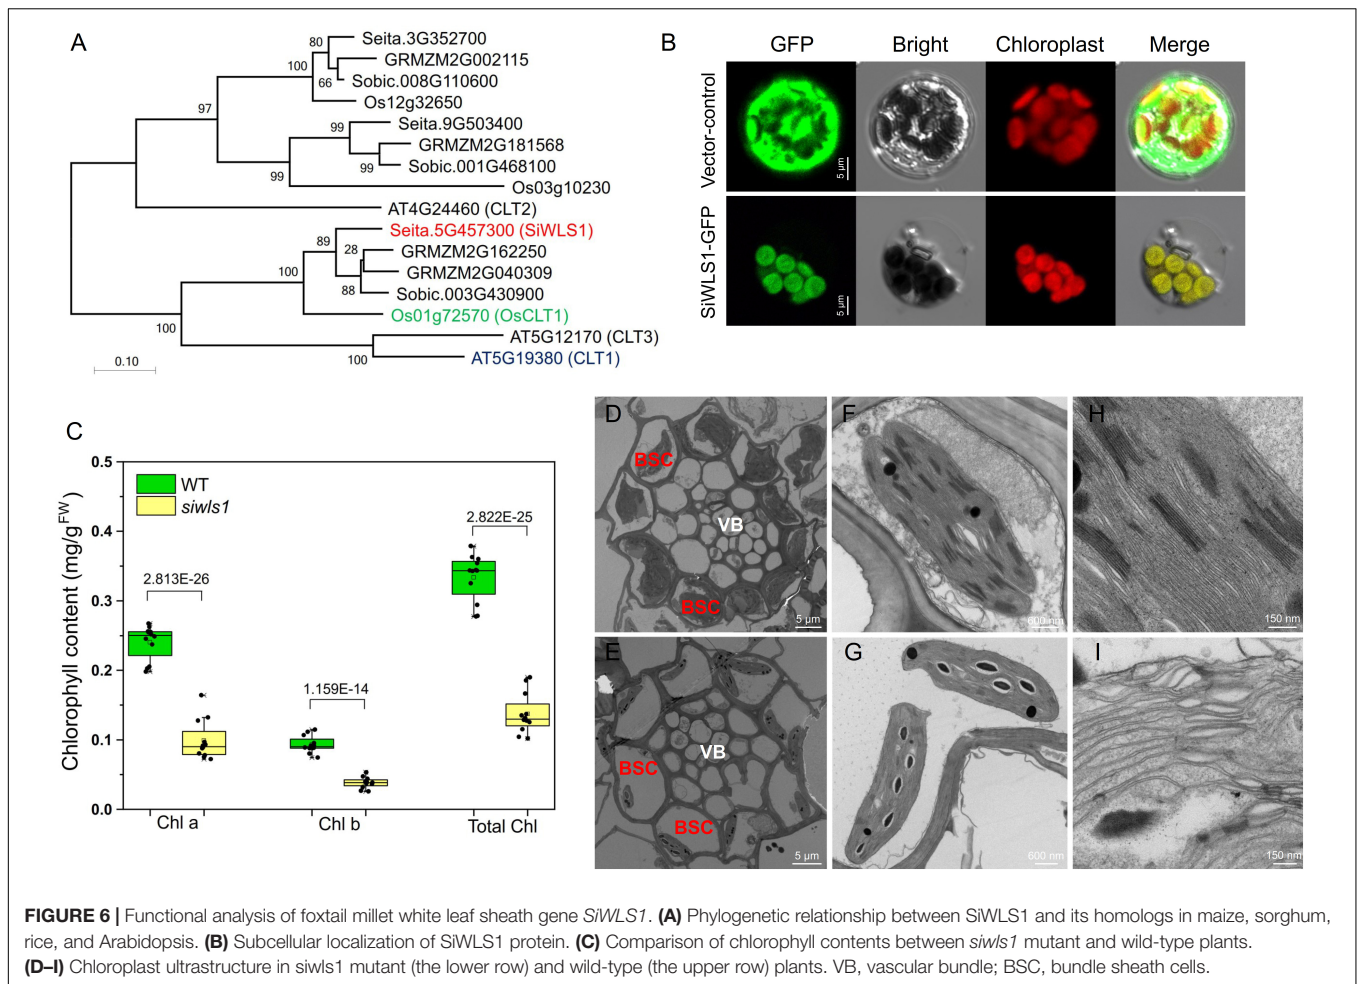 A
80
Seita.3G352700
100
GRMZM2G002115
66
Sobic.008G110600
97
Os12g32650
99
Seita.9G503400
GRMZM2G181568
99
Sobic.001G468100
99
Os03g10230
AT4G24460 (CLT2)
Seita.5G457300 (SiWLS1)
89
28
GRMZM2G162250
100
GRMZM2G040309
88
Sobic.003G430900
Os01g72570 (OsCLT1)
100
AT5G12170 (CLT3)
100
AT5G19380 (CLT1)
0.10
B
GFP
Bright
Chloroplast
Merge
Vector-control
5 µm
SiWLS1-GFP
5 µm
C
Chlorophyll content (mg/g^FW)
0.5
0.4
0.3
0.2
0.1
0.0
WT
siwls1
2.813E-26
1.159E-14
2.822E-25
Chl a
Chl b
Total Chl
D
BSC
VB
BSC
5 µm
F
600 nm
H
150 nm
E
VB
BSC
BSC
5 µm
G
600 nm
I
150 nm
FIGURE 6 | Functional analysis of foxtail millet white leaf sheath gene SiWLS1. (A) Phylogenetic relationship between SiWLS1 and its homologs in maize, sorghum,
rice, and Arabidopsis. (B) Subcellular localization of SiWLS1 protein. (C) Comparison of chlorophyll contents between siwls1 mutant and wild-type plants.
(D–I) Chloroplast ultrastructure in siwls1 mutant (the lower row) and wild-type (the upper row) plants. VB, vascular bundle; BSC, bundle sheath cells.